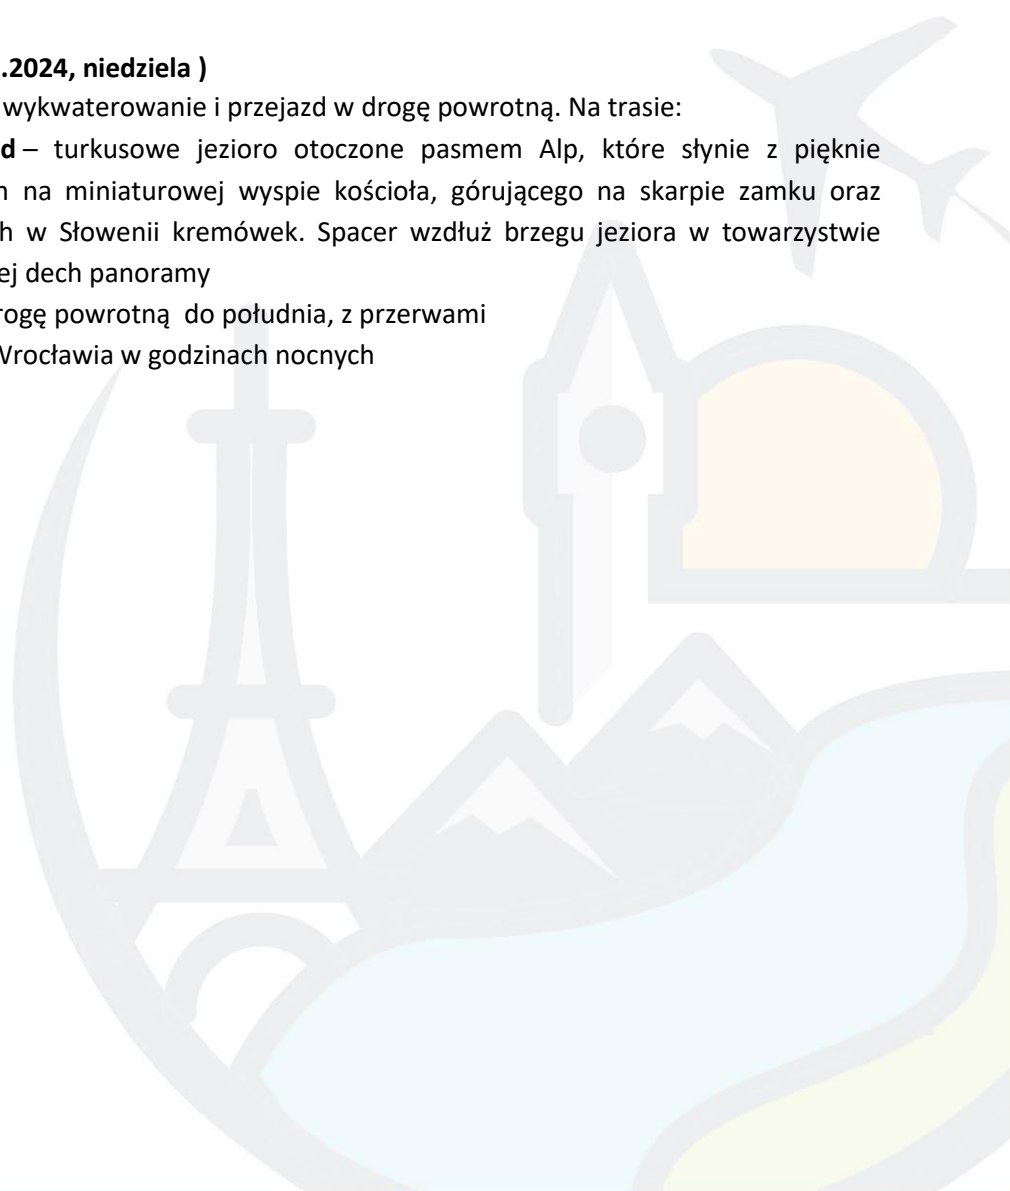 .2024, niedziela )
wykwaterowanie i przejazd w drogę powrotną. Na trasie:
d – turkusowe jezioro otoczone pasmem Alp, które słynie z pięknie
na miniaturowej wyspie kościoła, górującego na skarpie zamku oraz
h w Słowenii kremówek. Spacer wzdłuż brzegu jeziora w towarzystwie
ej dech panoramy
rogę powrotną do południa, z przerwami
Wrocławia w godzinach nocnych